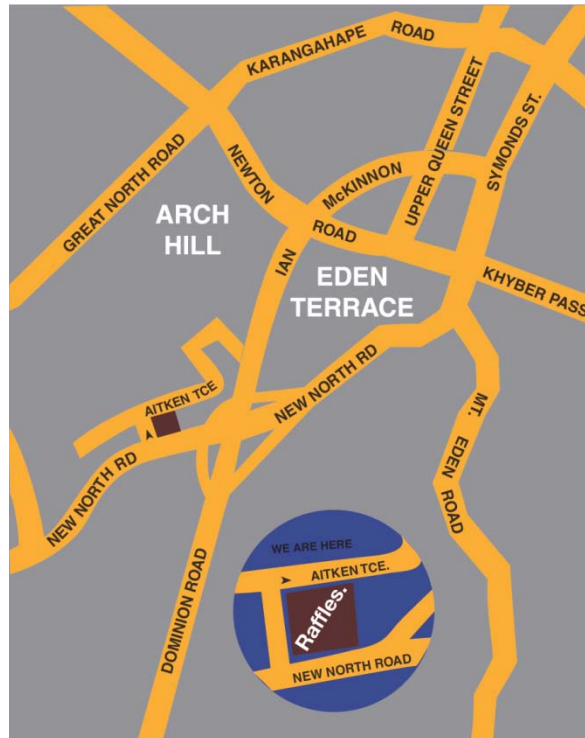 KARANGAHAPE ROAD
GREAT NORTH ROAD
NEWTON ROAD
IAN McKINNON
UPPER QUEEN STREET
SYMONDS ST.
ARCH
HILL
EDEN
TERRACE
KHYBER PASS
AITKEN TCE
NEW NORTH RD
NEW NORTH RD
MT. EDEN ROAD
DOMINION ROAD
WE ARE HERE
AITKEN TCE.
Raffles.
NEW NORTH ROAD